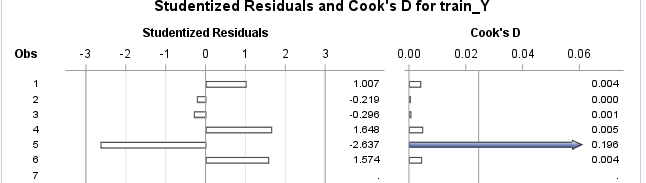 Studentized Residuals and Cook's D for train_Y
Studentized Residuals Cook's D
Obs -3 -2 -1 0 1 2 3 0.00 0.02 0.04 0.06
1 1.007 0.004
2 -0.219 0.000
3 -0.296 0.001
4 1.648 0.005
5 -2.637 0.196
6 1.574 0.004
7 . .